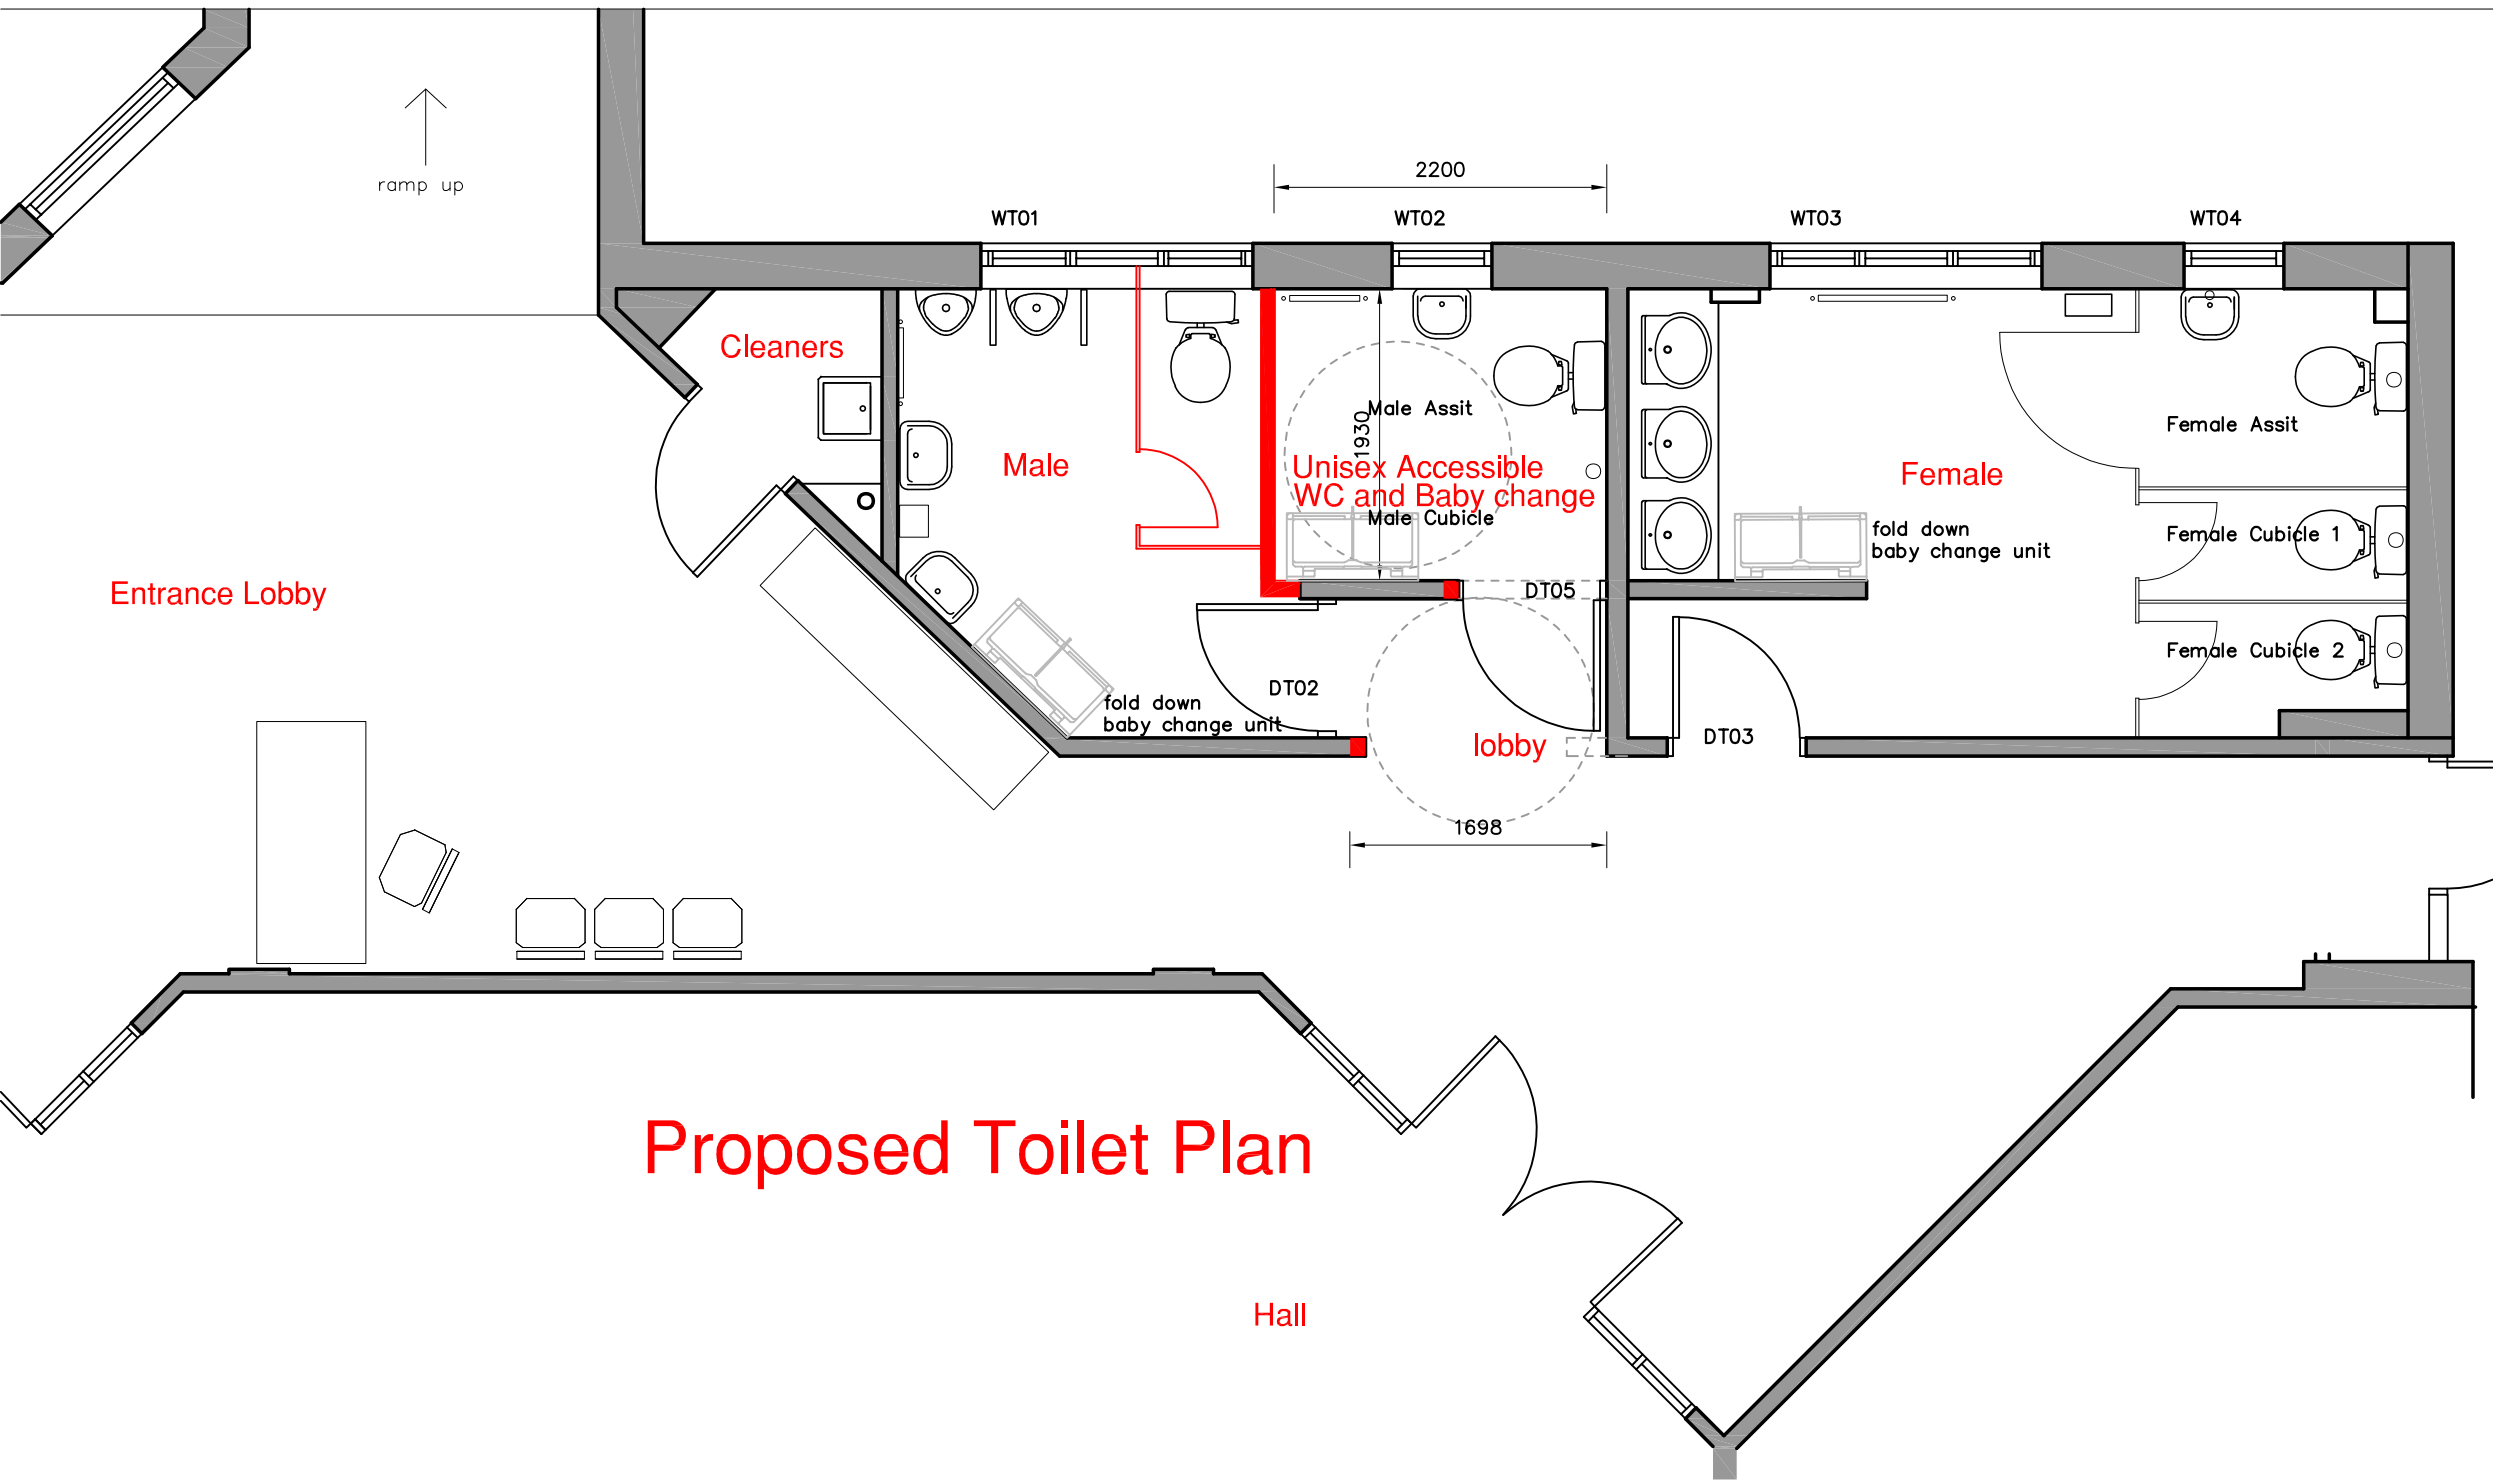 ramp up
2200
WT01
WT02
WT03
WT04
Cleaners
Male
1930
Male Assit
Unisex Accessible
WC and Baby change
Male Cubicle
Female
Female Assit
fold down
baby change unit
Female Cubicle 1
Entrance Lobby
DT05
Female Cubicle 2
DT02
fold down
baby change unit
lobby
DT03
1698
Proposed Toilet Plan
Hall